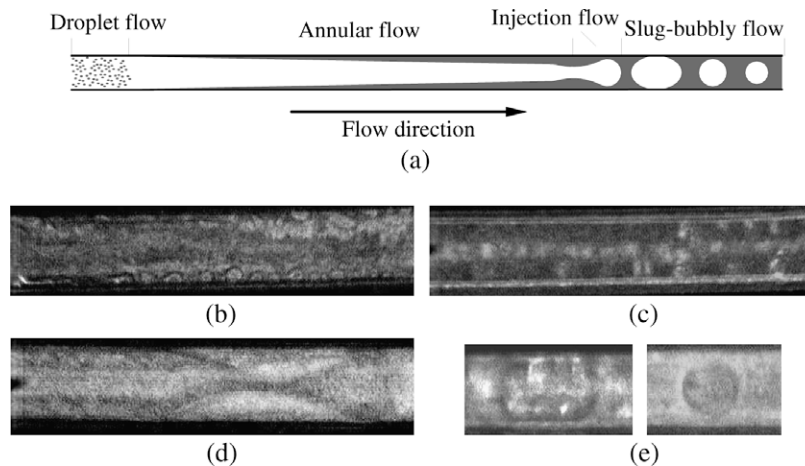 Droplet flow
Annular flow
Injection flow
Slug-bubbly flow
Flow direction
(a)
(b)
(c)
(d)
(e)